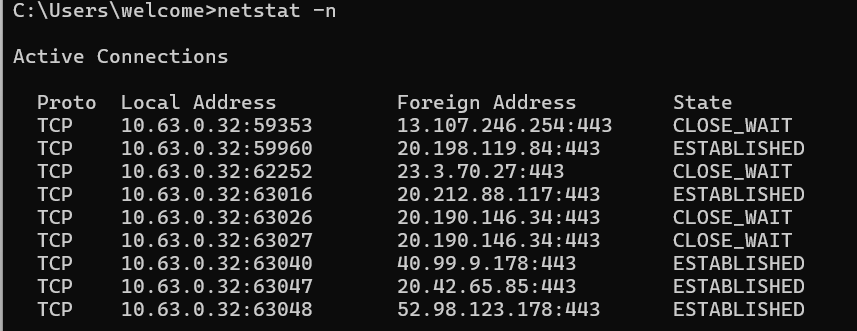 C:\Users\welcome>netstat -n
Active Connections
Proto  Local Address          Foreign Address        State
TCP    10.63.0.32:59353       13.107.246.254:443     CLOSE_WAIT
TCP    10.63.0.32:59960       20.198.119.84:443      ESTABLISHED
TCP    10.63.0.32:62252       23.3.70.27:443         CLOSE_WAIT
TCP    10.63.0.32:63016       20.212.88.117:443      ESTABLISHED
TCP    10.63.0.32:63026       20.190.146.34:443      CLOSE_WAIT
TCP    10.63.0.32:63027       20.190.146.34:443      CLOSE_WAIT
TCP    10.63.0.32:63040       40.99.9.178:443        ESTABLISHED
TCP    10.63.0.32:63047       20.42.65.85:443        ESTABLISHED
TCP    10.63.0.32:63048       52.98.123.178:443      ESTABLISHED